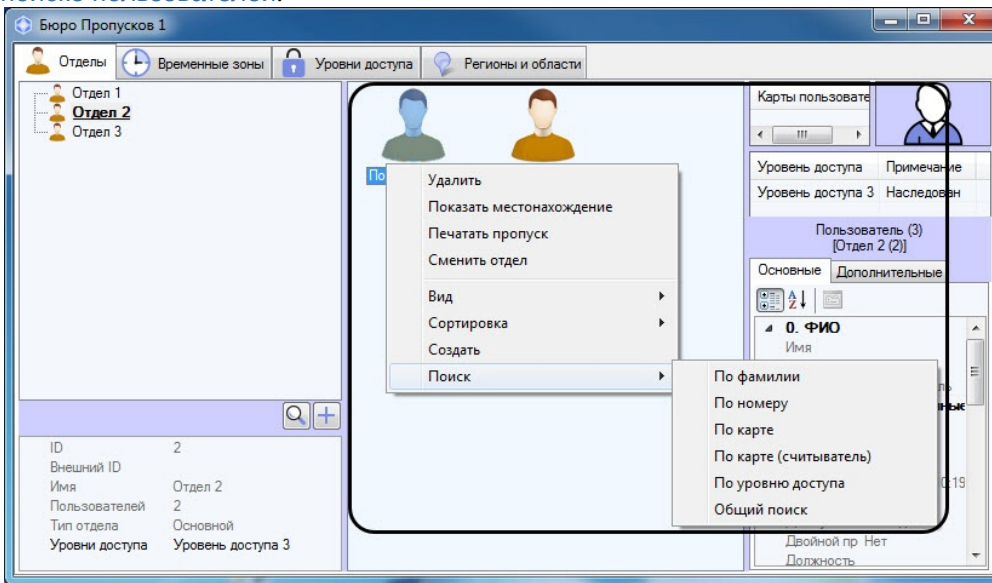 поиске пользователей.
Бюро Пропусков 1
Отделы
Временные зоны
Уровни доступа
Регионы и области
Отдел 1
Отдел 2
Отдел 3
ID 2
Внешний ID
Имя Отдел 2
Пользователей 2
Тип отдела Основной
Уровни доступа Уровень доступа 3
По
Удалить
Показать местонахождение
Печатать пропуск
Сменить отдел
Вид
Сортировка
Создать
Поиск
По фамилии
По номеру
По карте
По карте (считыватель)
По уровню доступа
Общий поиск
Карты пользовате
Уровень доступа Примечание
Уровень доступа 3 Наследован
Пользователь (3)
[Отдел 2 (2)]
Основные Дополнительные
0. ФИО
Имя
Двойной пр Нет
Должность